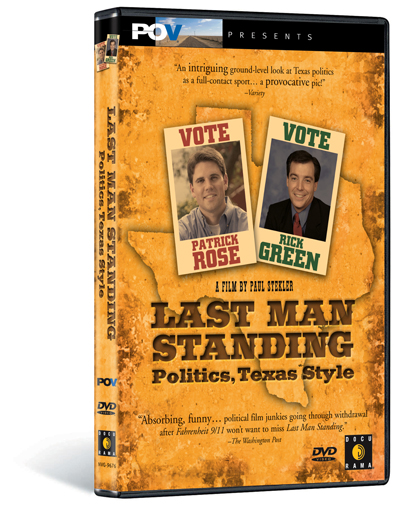 POV PRESENTS
"An intriguing ground-level look at Texas politics
as a full-contact sport... a provocative pic!"
–Variety
VOTE
PATRICK
ROSE
VOTE
RICK
GREEN
A FILM BY PAUL STEKLER
LAST MAN
STANDING
Politics, Texas Style
"Absorbing, funny... political film junkies going through withdrawal
after Fahrenheit 9/11 won't want to miss Last Man Standing."
–The Washington Post
DVD
VIDEO
DOCU
RAMA
LAST MAN STANDING
Politics, Texas Style
POV
DVD